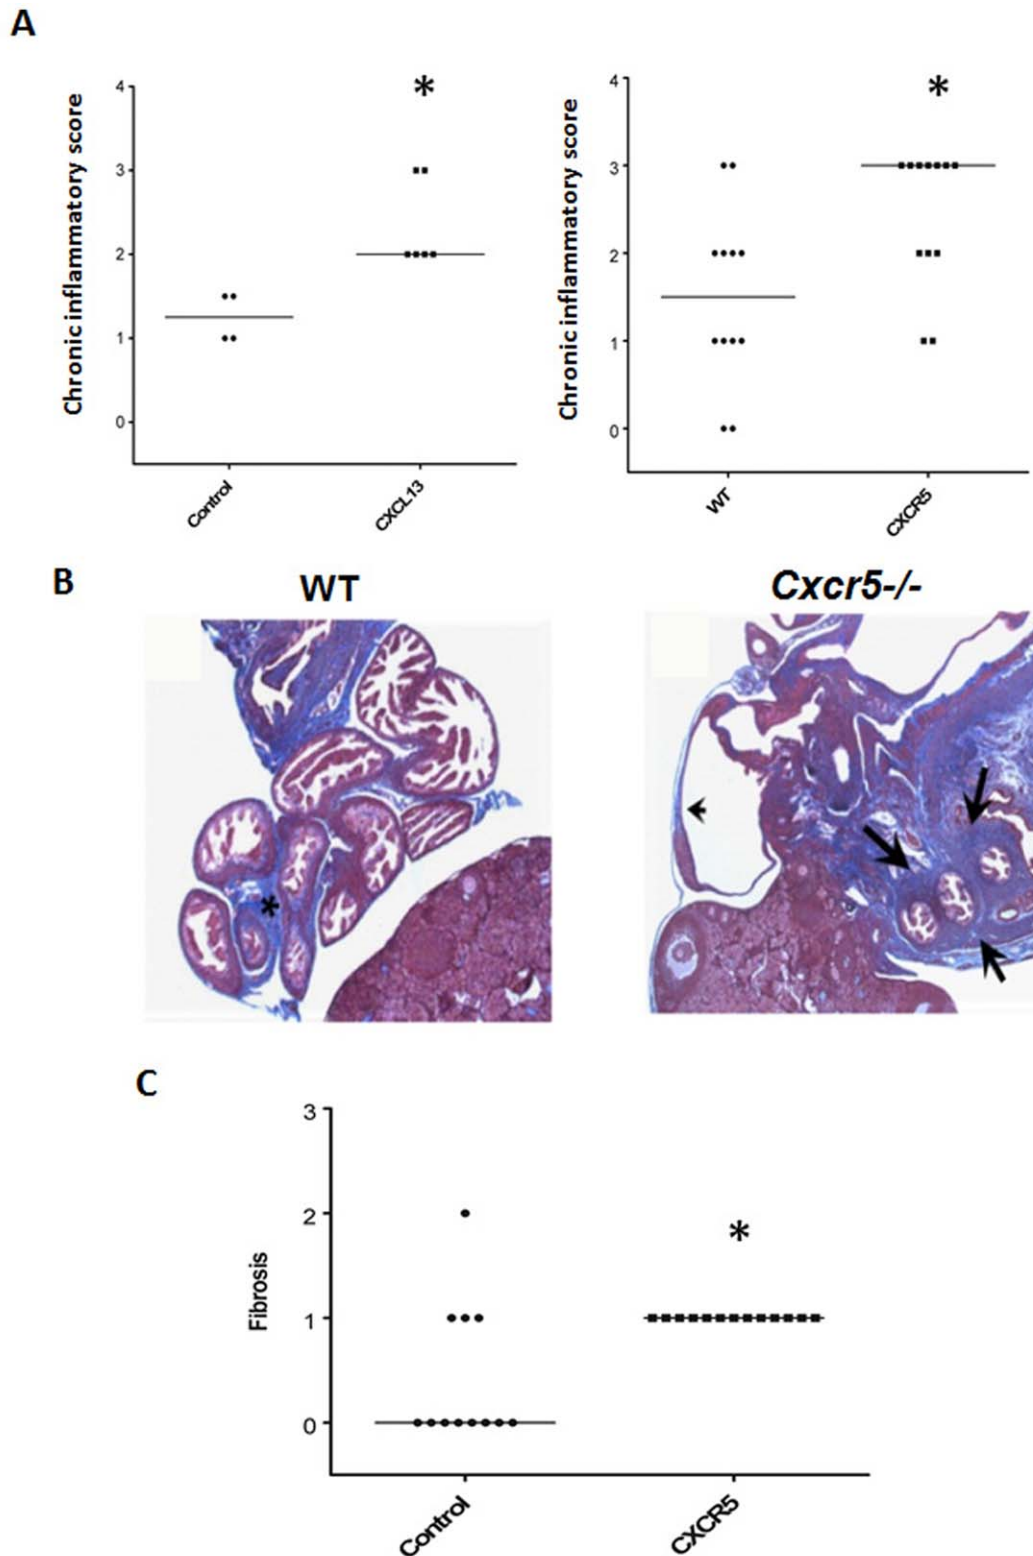 A
Chronic inflammatory score
4
3
2
1
0
*
Control
CXCL13
Chronic inflammatory score
4
3
2
1
0
*
WT
CXCR5
B
WT
Cxcr5-/-
*
C
Fibrosis
3
2
1
0
*
Control
CXCR5